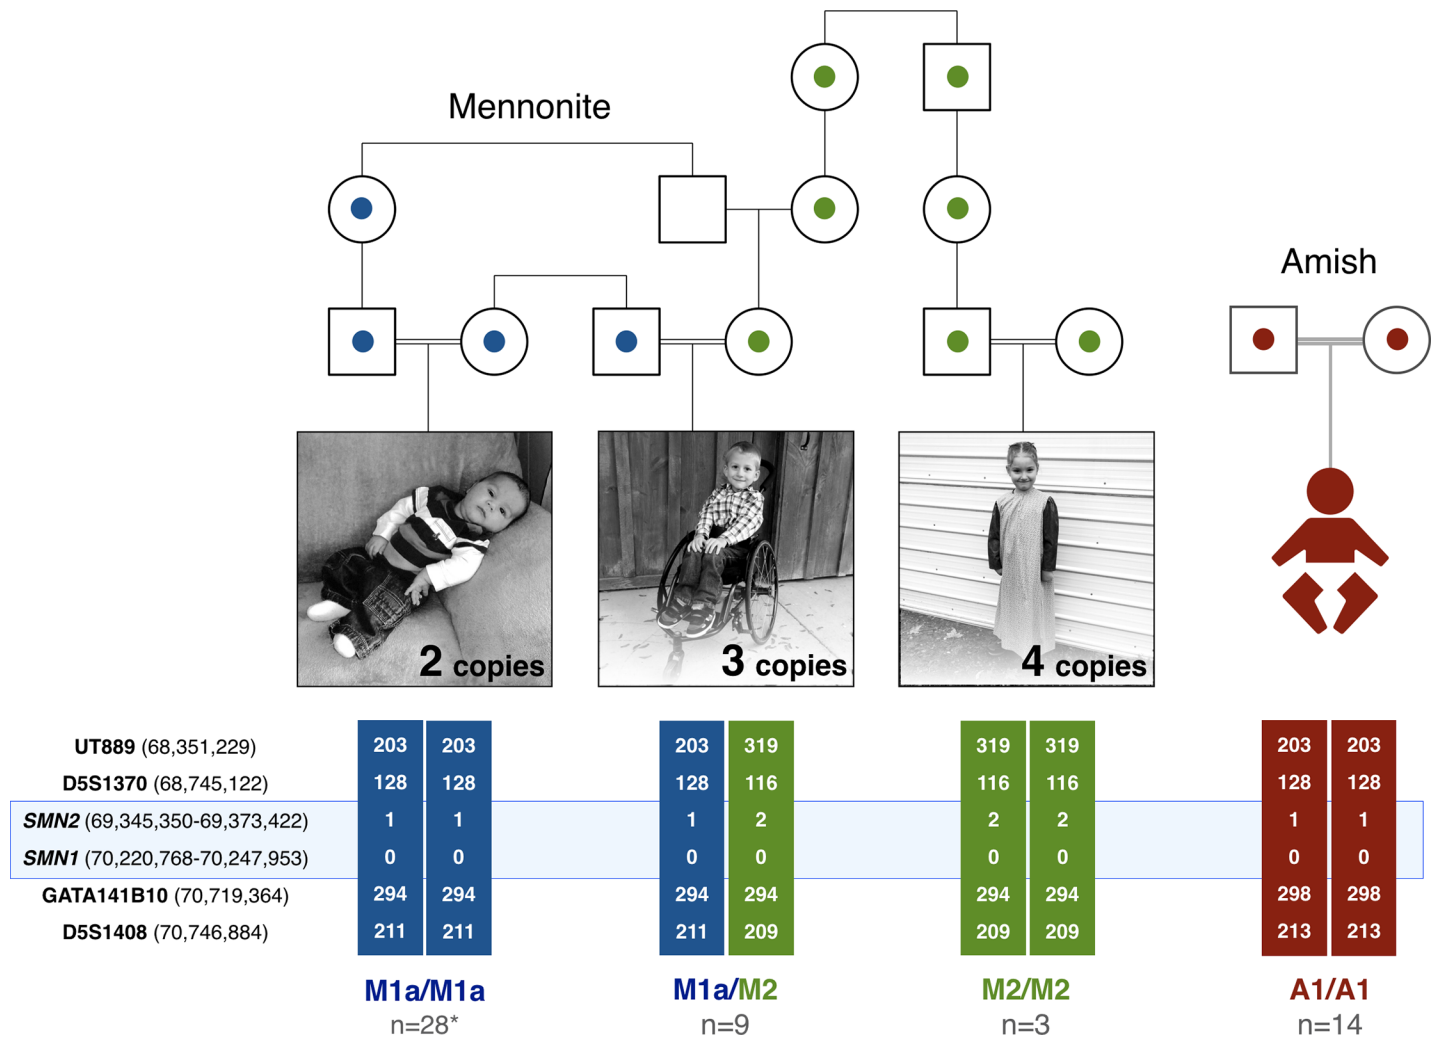 Mennonite
Amish
2 copies
3 copies
4 copies
UT889 (68,351,229) 203 203 203 319 319 319 203 203
D5S1370 (68,745,122) 128 128 128 116 116 116 128 128
SMN2 (69,345,350-69,373,422) 1 1 1 2 2 2 1 1
SMN1 (70,220,768-70,247,953) 0 0 0 0 0 0 0 0
GATA141B10 (70,719,364) 294 294 294 294 294 294 298 298
D5S1408 (70,746,884) 211 211 211 209 209 209 213 213
M1a/M1a M1a/M2 M2/M2 A1/A1
n=28* n=9 n=3 n=14